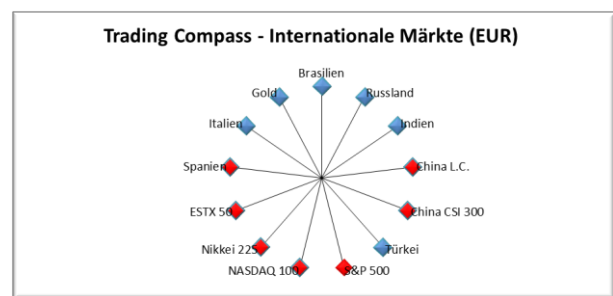 Trading Compass - Internationale Märkte (EUR)
Brasilien
Gold
Russland
Italien
Indien
Spanien
China L.C.
ESTX 50
China CSI 300
Nikkei 225
Türkei
NASDAQ 100
S&P 500